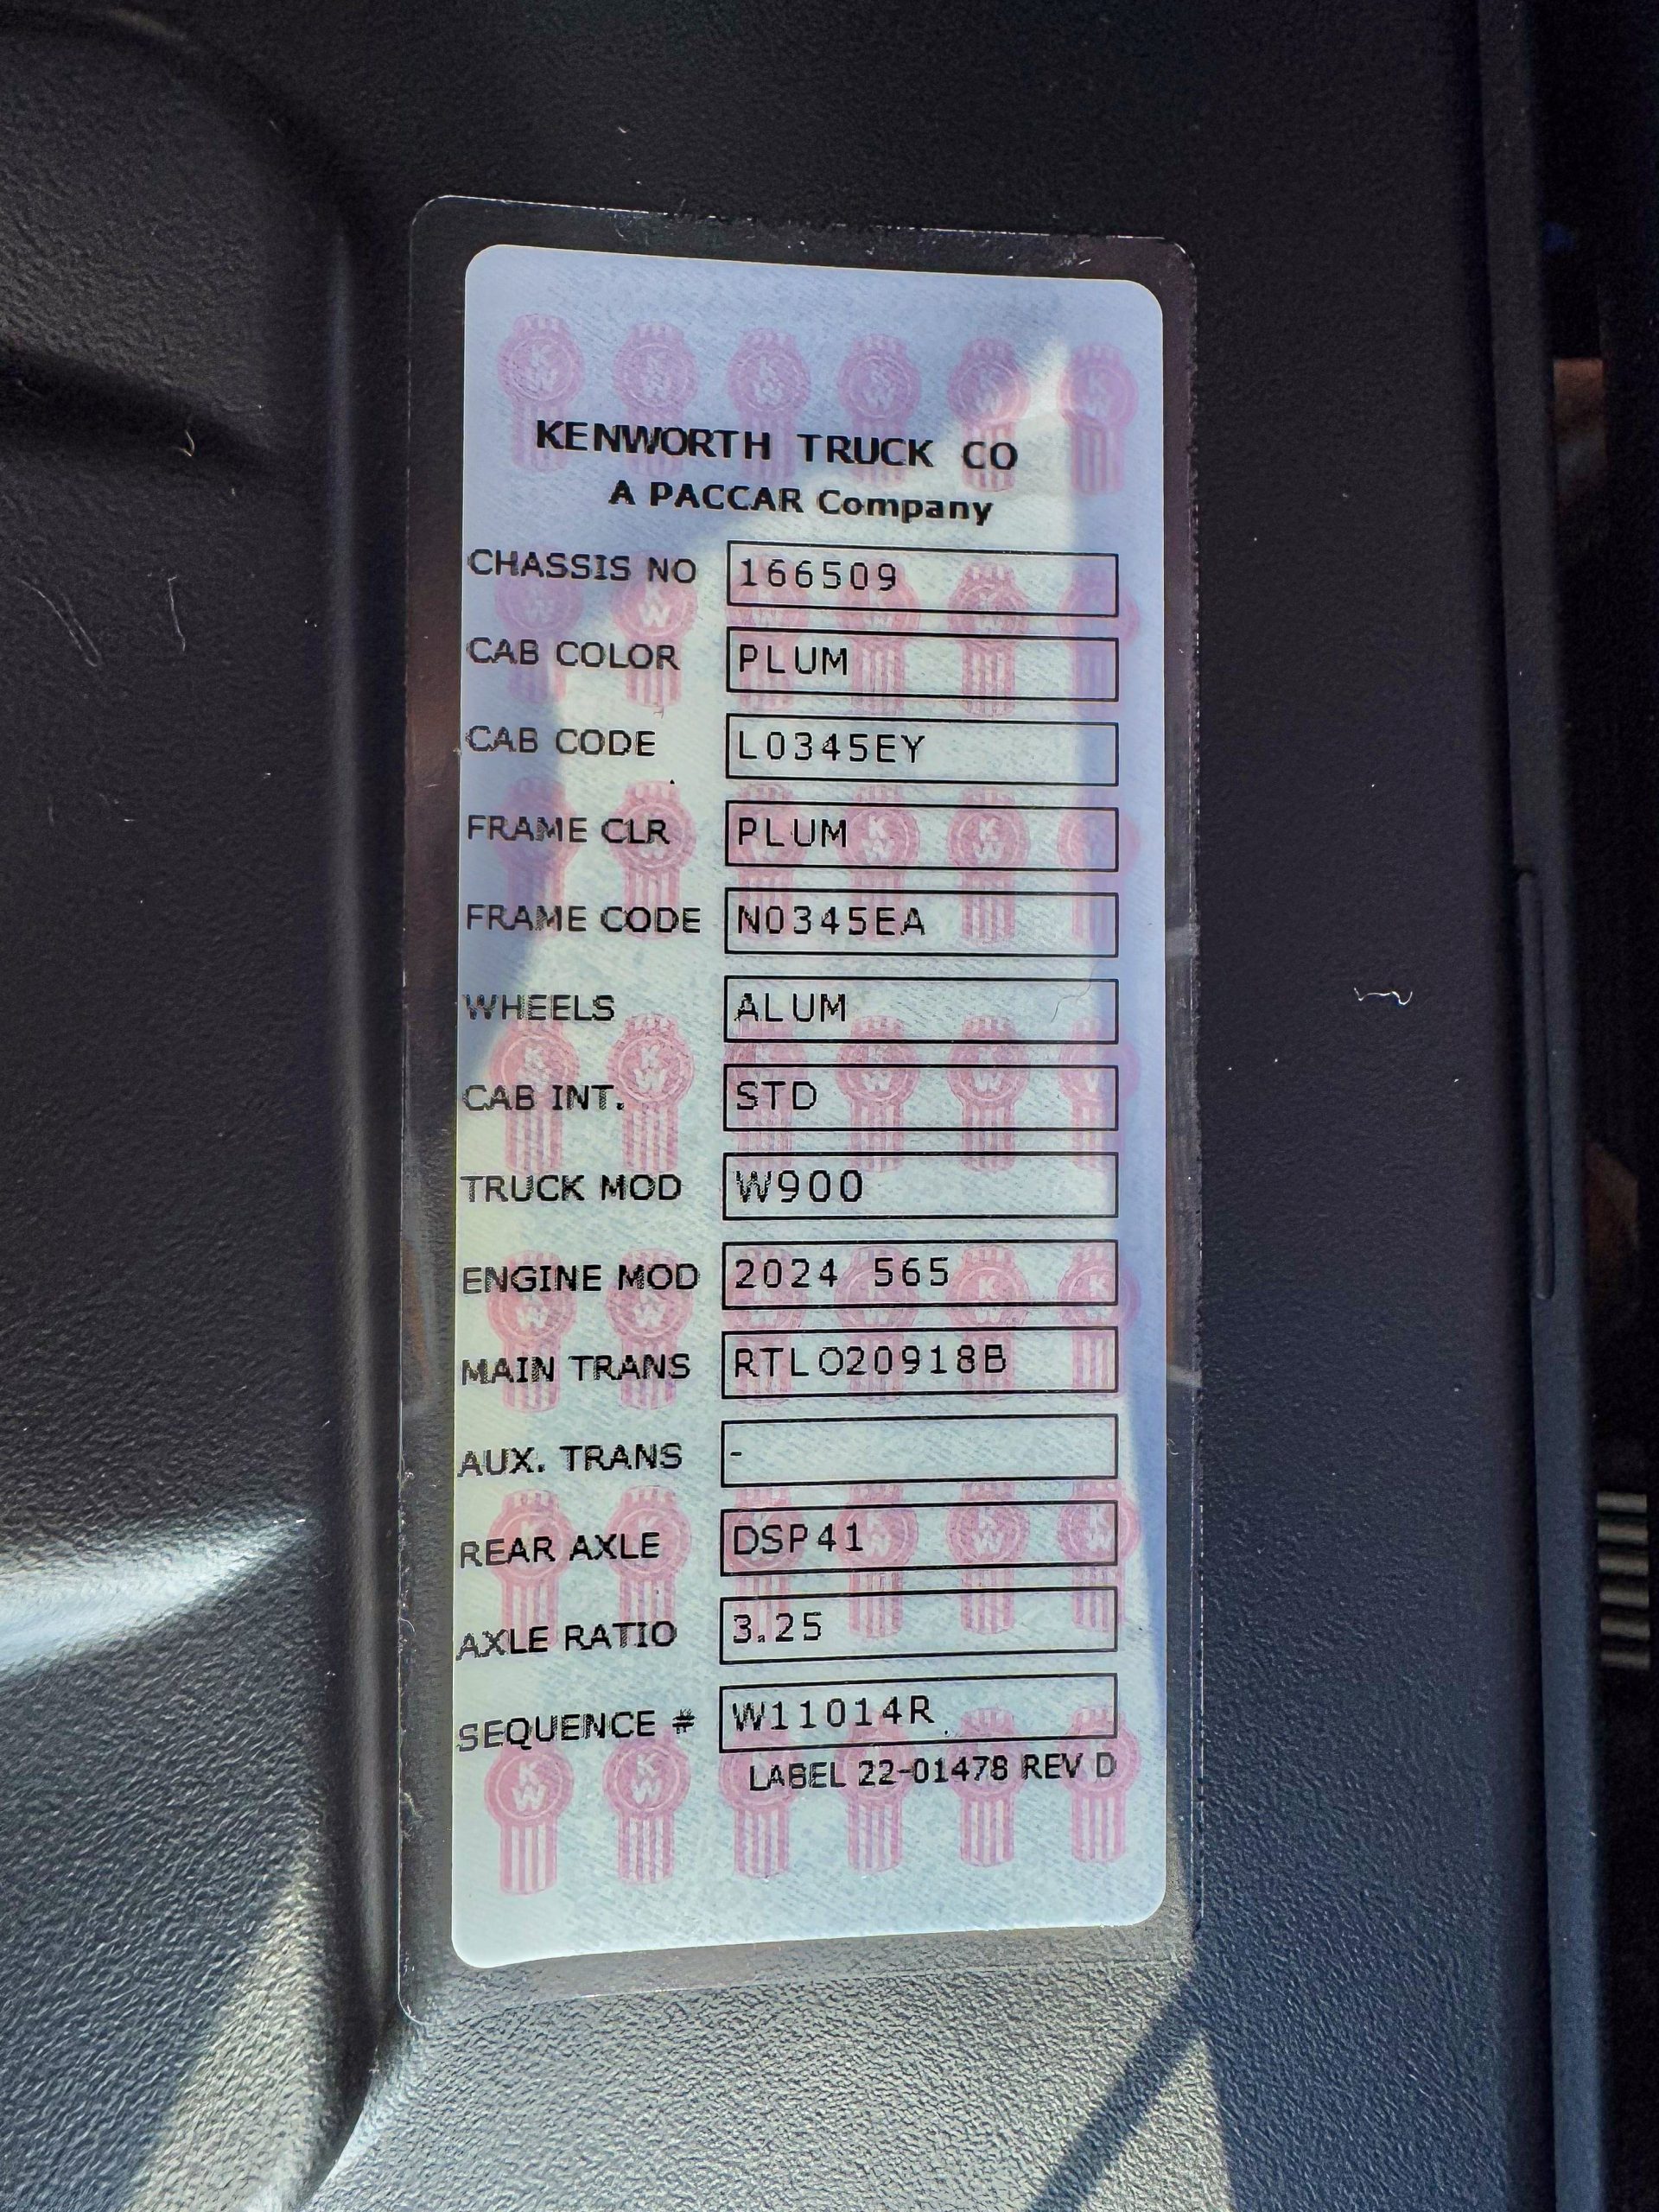 KENWORTH TRUCK CO
A PACCAR Company
CHASSIS NO 166509
CAB COLOR PLUM
CAB CODE L0345EY
FRAME CLR PLUM
FRAME CODE N0345EA
WHEELS ALUM
CAB INT. STD
TRUCK MOD W900
ENGINE MOD 2024 565
MAIN TRANS RTLO20918B
AUX. TRANS -
REAR AXLE DSP41
AXLE RATIO 3.25
SEQUENCE # W11014R
LABEL 22-01478 REV D